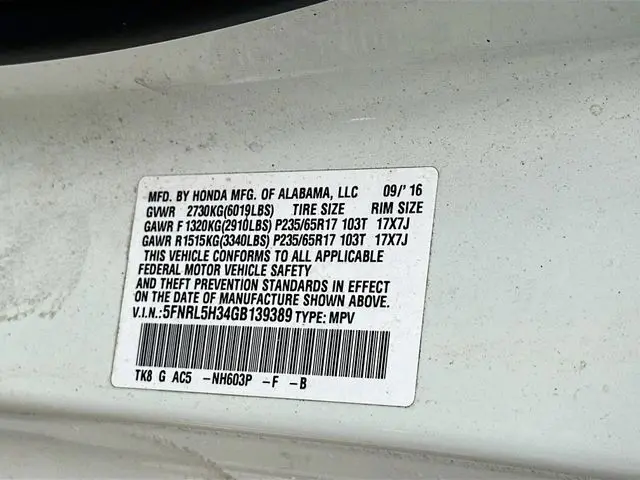 MFD. BY HONDA MFG. OF ALABAMA, LLC 09/'16
GVWR 2730KG(6019LBS) TIRE SIZE RIM SIZE
GAWR F 1320KG(2910LBS) P235/65R17 103T 17X7J
GAWR R1515KG(3340LBS) P235/65R17 103T 17X7J
THIS VEHICLE CONFORMS TO ALL APPLICABLE
FEDERAL MOTOR VEHICLE SAFETY
AND THEFT PREVENTION STANDARDS IN EFFECT
ON THE DATE OF MANUFACTURE SHOWN ABOVE.
V.I.N.:5FNRL5H34GB139389 TYPE: MPV
TK8 G AC5 -NH603P -F -B